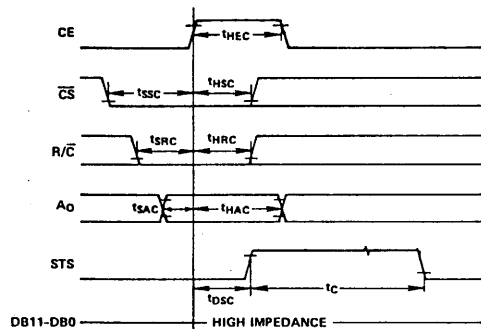 CE
tHEC
CS
tSSC
tHSC
R/C
tSRC
tHRC
A0
tSAC
tHAC
STS
tDSC
tC
DB11-DB0
HIGH IMPEDANCE